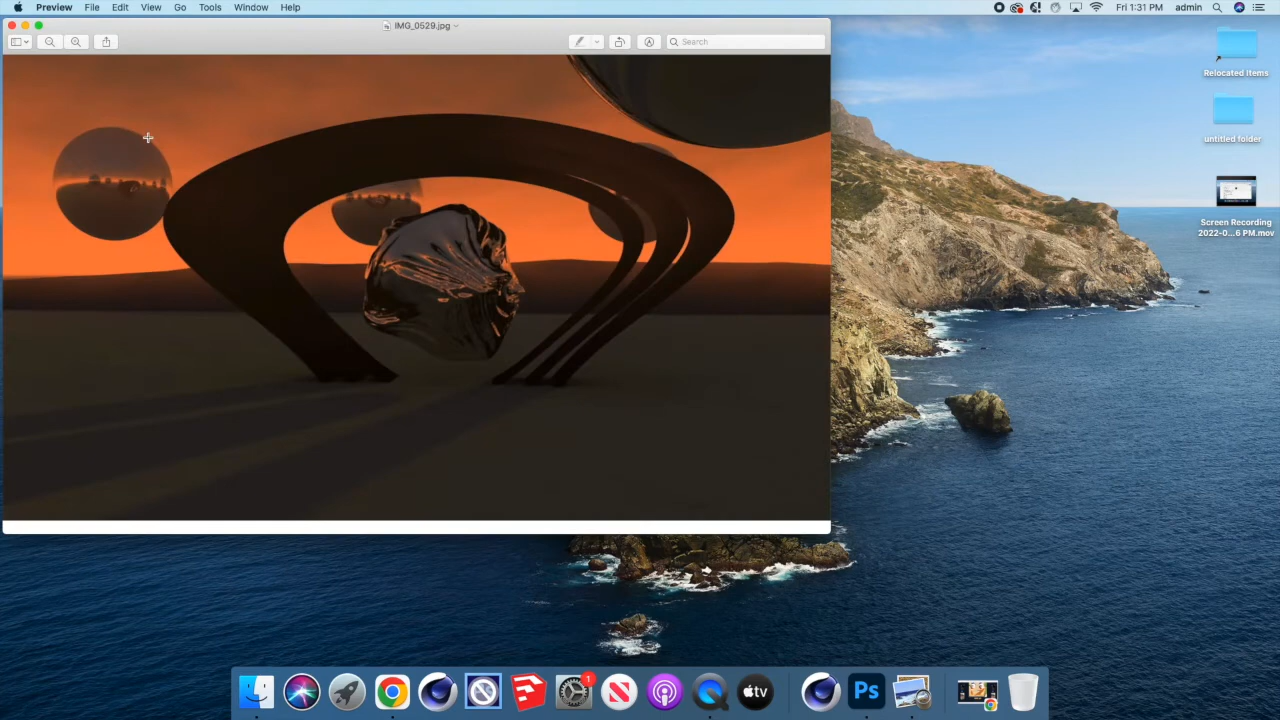 Preview File Edit View Go Tools Window Help
Fri 1:31 PM admin
IMG_0529.jpg
Search
Relocated Items
untitled folder
Screen Recording
2022-0...6 PM.mov
1
Ps
tv